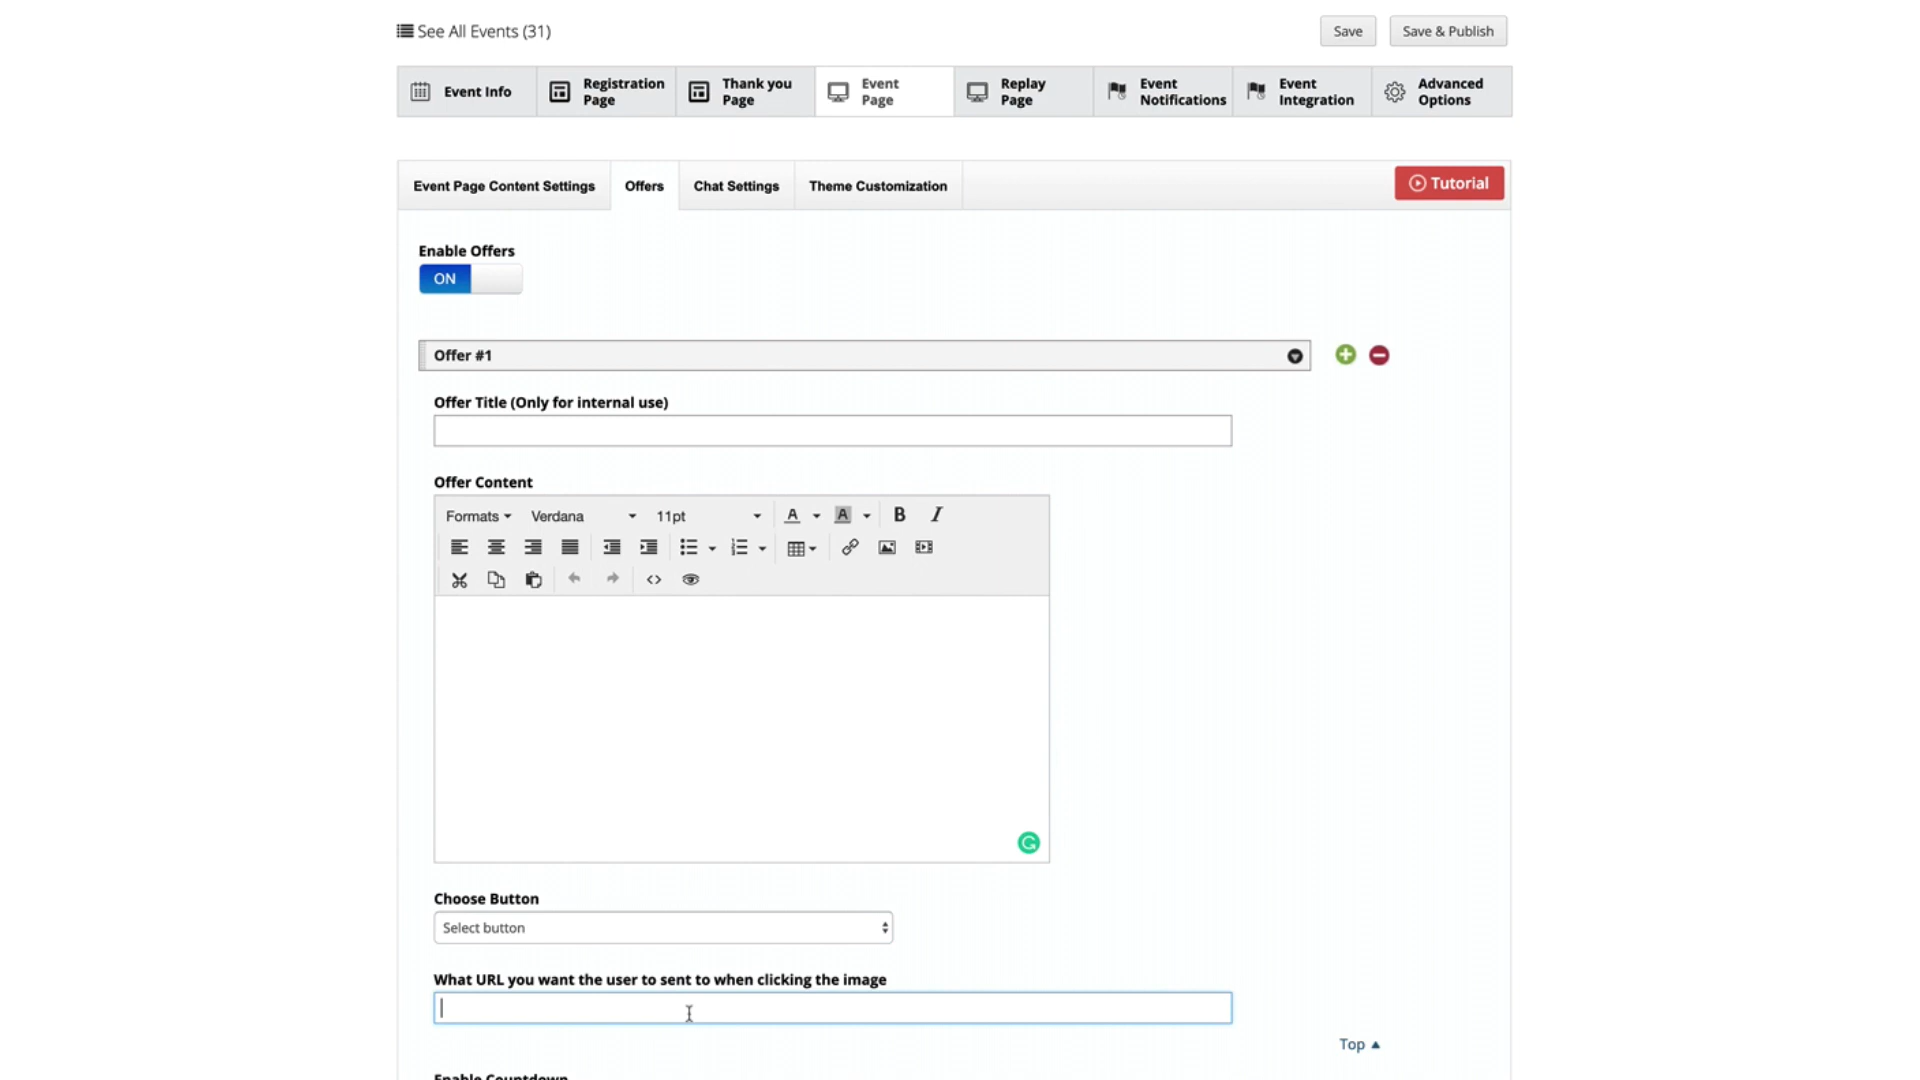 See All Events (31)
Save
Save & Publish
Event Info
Registration
Page
Thank you
Page
Event
Page
Replay
Page
Event
Notifications
Event
Integration
Advanced
Options
Event Page Content Settings
Offers
Chat Settings
Theme Customization
Tutorial
Enable Offers
ON
Offer #1
Offer Title (Only for internal use)
Offer Content
Formats
Verdana
11pt
A
A
B
I
Choose Button
Select button
What URL you want the user to sent to when clicking the image
Top
Enable Countdown